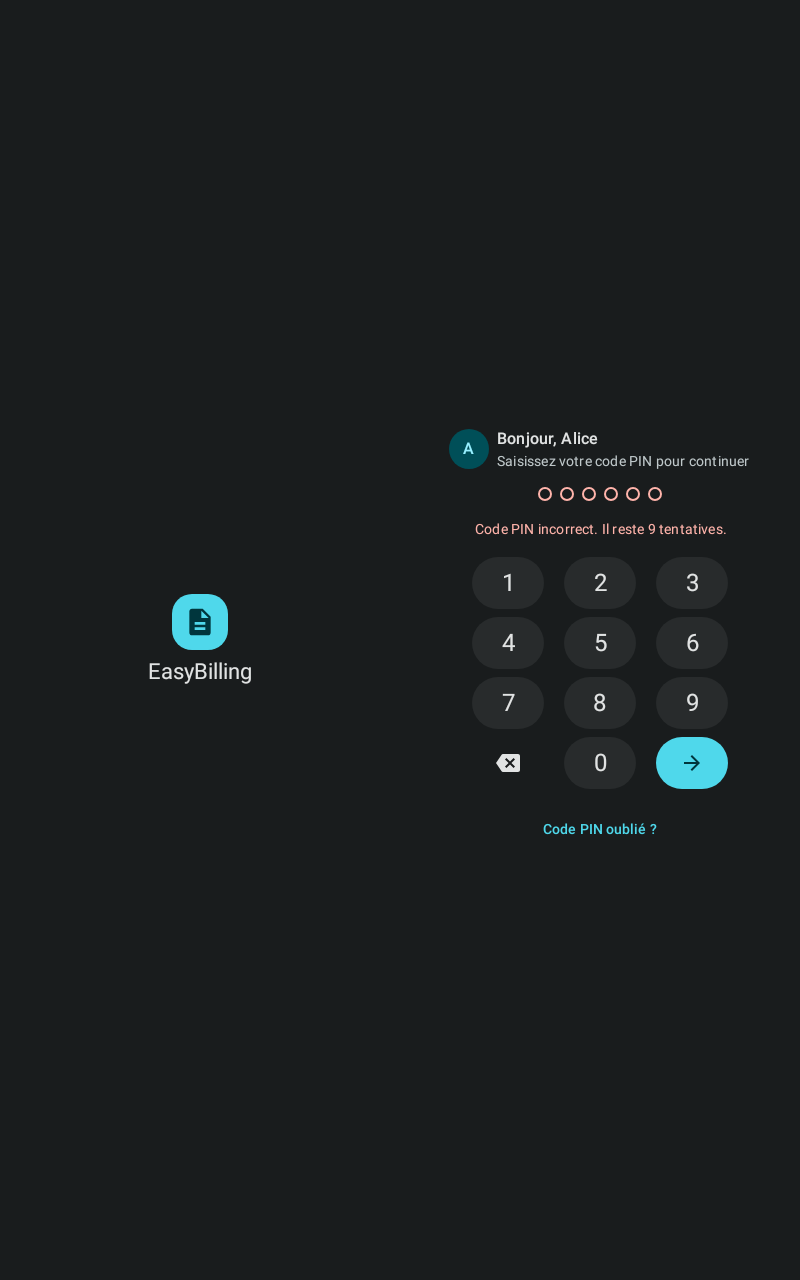 EasyBilling
A
Bonjour, Alice
Saisissez votre code PIN pour continuer
Code PIN incorrect. Il reste 9 tentatives.
1 2 3
4 5 6
7 8 9
0
Code PIN oublié ?